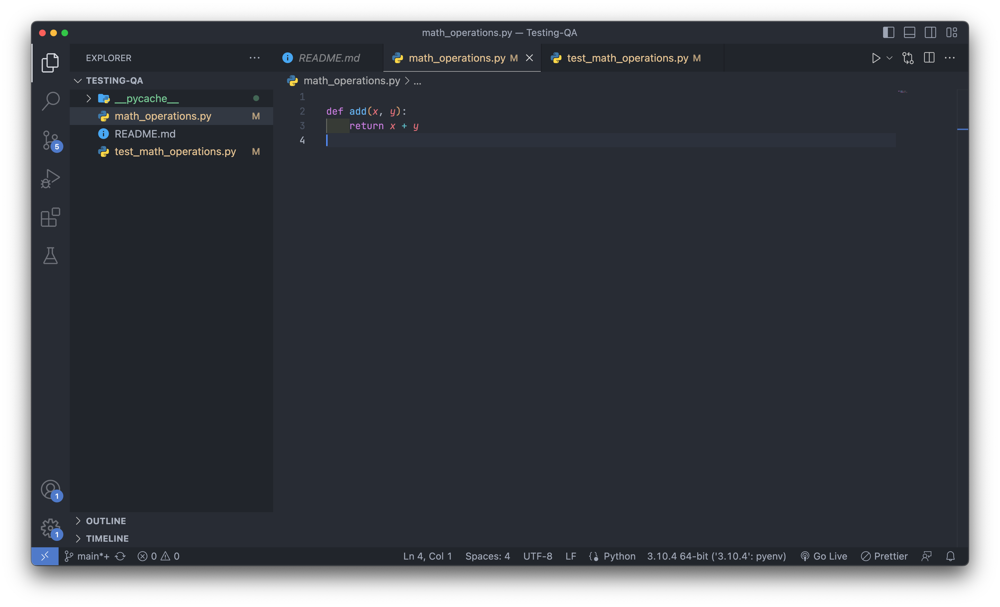 math_operations.py — Testing-QA
EXPLORER
README.md
math_operations.py M
test_math_operations.py M
TESTING-QA
math_operations.py > ...
__pycache__
math_operations.py M
README.md
test_math_operations.py M
1
2 def add(x, y):
3 return x + y
4
5
1
1
OUTLINE
TIMELINE
main*+ 0 0 Ln 4, Col 1 Spaces: 4 UTF-8 LF Python 3.10.4 64-bit ('3.10.4': pyenv) Go Live Prettier